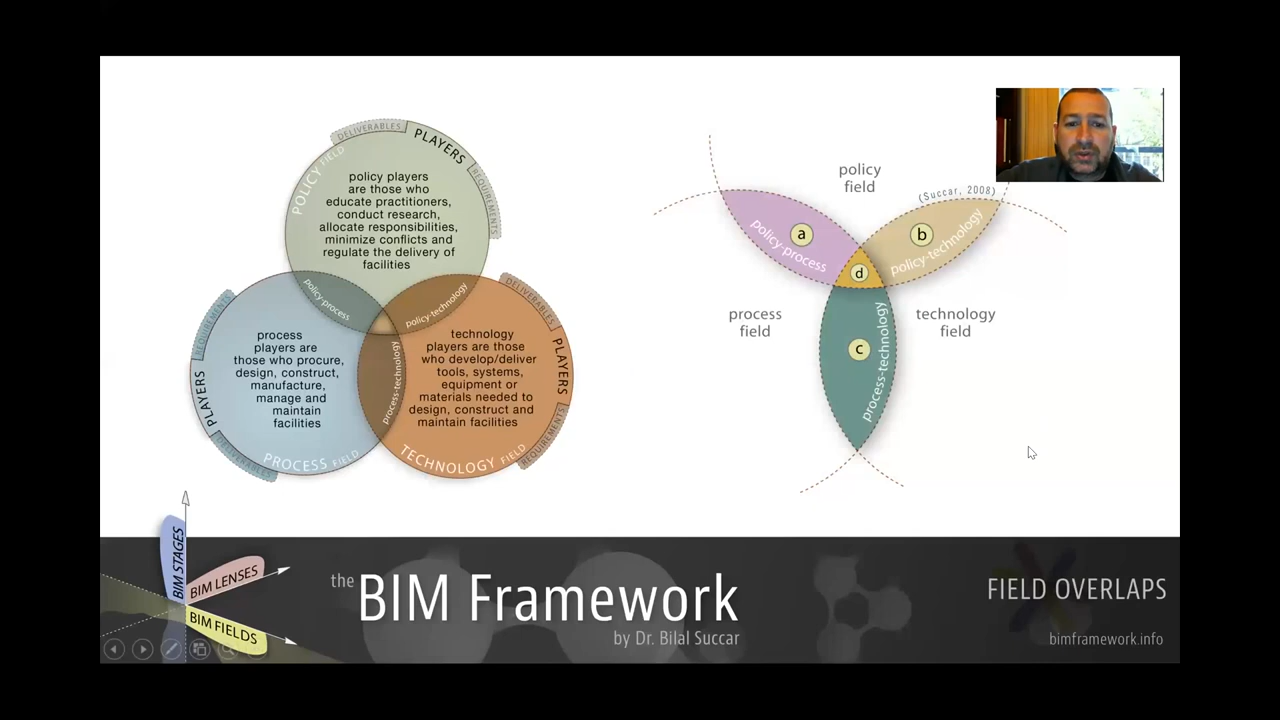 DELIVERABLES
PLAYERS
REQUIREMENTS
POLICY FIELD
policy players
are those who
educate practitioners,
conduct research,
allocate responsibilities,
minimize conflicts and
regulate the delivery of
facilities
policy-process
policy-technology
process-technology
REQUIREMENTS
PLAYERS
DELIVERABLES
process
players are
those who procure,
design, construct,
manufacture,
manage and
maintain
facilities
PROCESS FIELD
DELIVERABLES
PLAYERS
REQUIREMENTS
technology
players are those
who develop/deliver
tools, systems,
equipment or
materials needed to
design, construct and
maintain facilities
TECHNOLOGY FIELD
policy
field
(Succar, 2008)
a
policy-process
b
policy-technology
d
process
field
technology
field
c
process-technology
BIM STAGES
BIM LENSES
BIM FIELDS
the BIM Framework
by Dr. Bilal Succar
FIELD OVERLAPS
bimframework.info